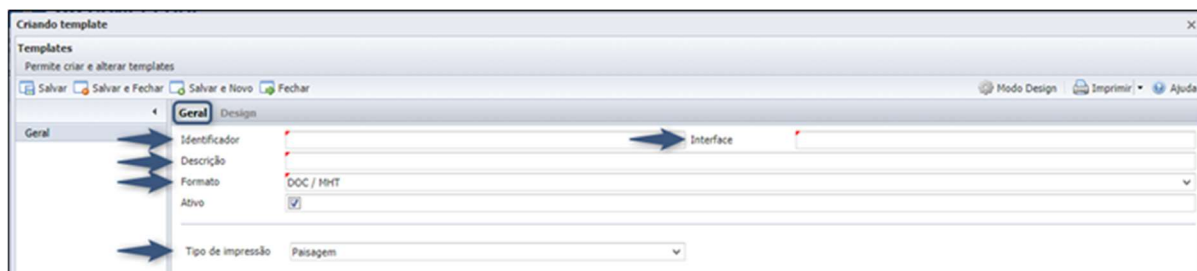 Criando template
Templates
Permite criar e alterar templates
Salvar Salvar e Fechar Salvar e Novo Fechar Modo Design Imprimir Ajuda
Geral Design
Geral
Identificador Interface
Descrição
Formato DOC / MHT
Ativo
Tipo de impressão Paisagem